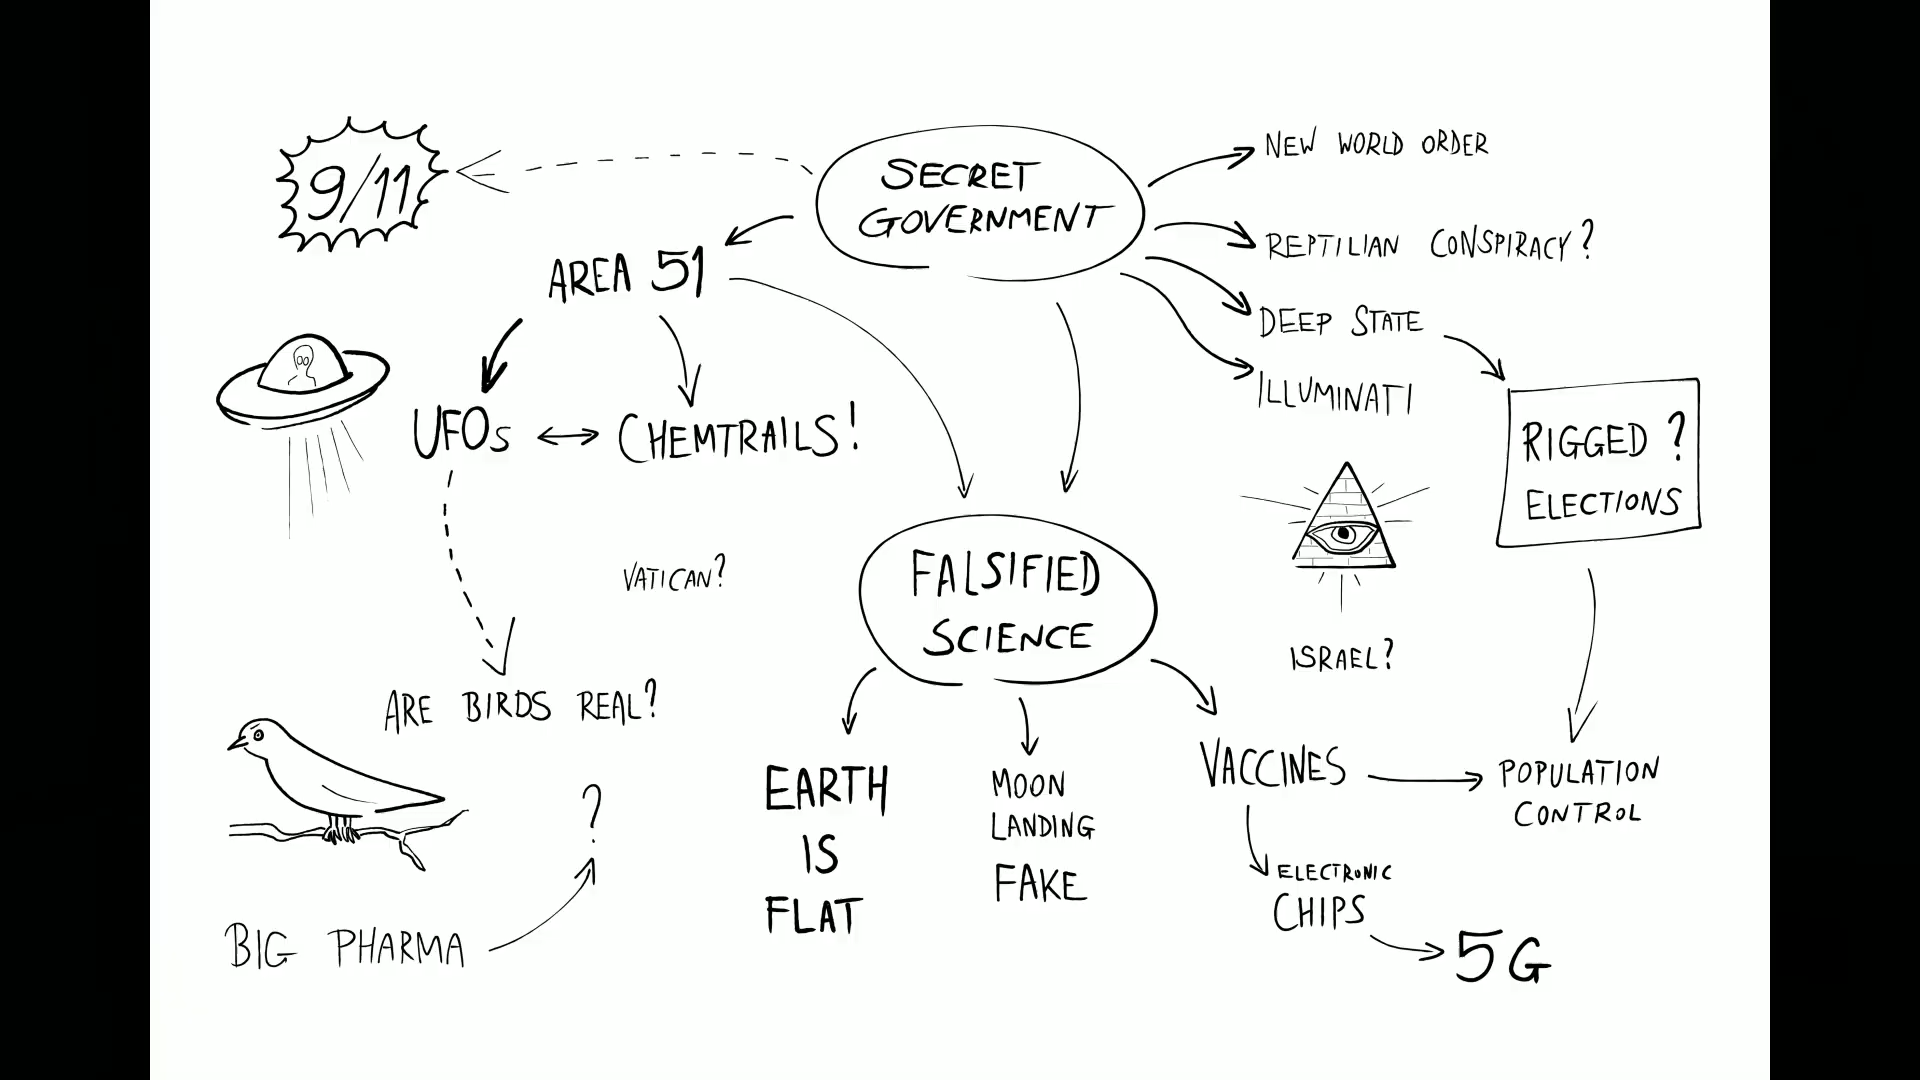 9/11
SECRET
GOVERNMENT
NEW WORLD ORDER
REPTILIAN CONSPIRACY?
AREA 51
DEEP STATE
ILLUMINATI
UFOs
CHEMTRAILS!
RIGGED?
ELECTIONS
VATICAN?
FALSIFIED
SCIENCE
ISRAEL?
ARE BIRDS REAL?
EARTH
IS
FLAT
MOON
LANDING
FAKE
VACCINES
POPULATION
CONTROL
?
ELECTRONIC
CHIPS
BIG PHARMA
5G